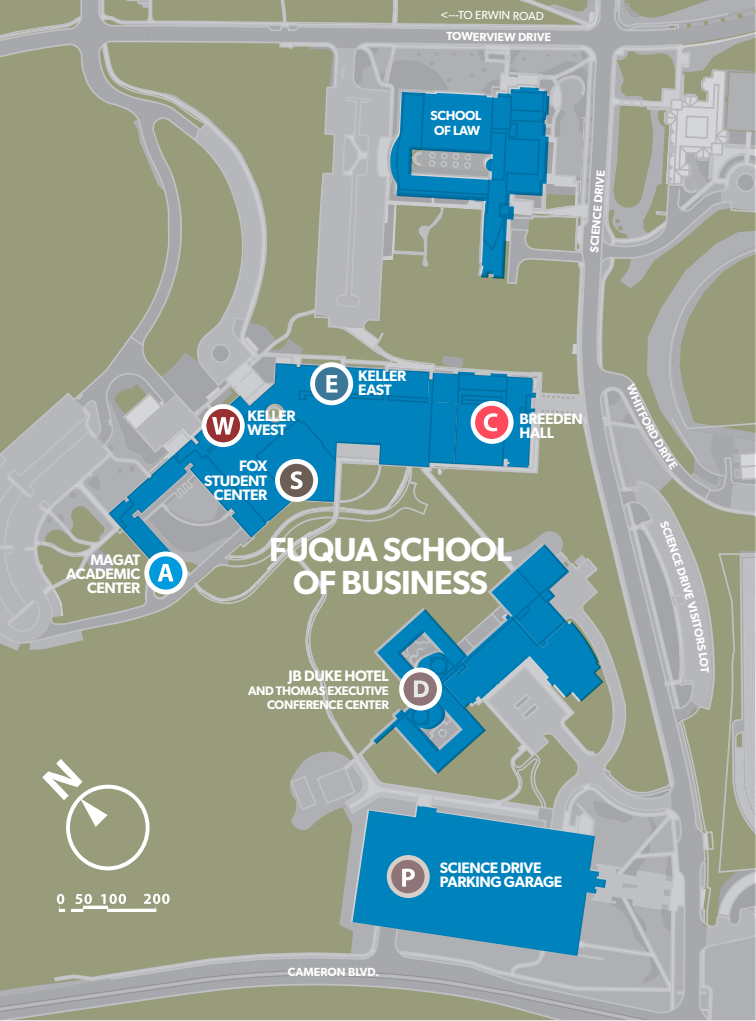 <---TO ERWIN ROAD
TOWERVIEW DRIVE
SCHOOL
OF LAW
SCIENCE DRIVE
E
KELLER
EAST
W
KELLER
WEST
C
BREEDEN
HALL
WHITFORD DRIVE
FOX
STUDENT
CENTER
S
MAGAT
ACADEMIC
CENTER
A
FUQUA SCHOOL
OF BUSINESS
SCIENCE DRIVE VISITORS LOT
JB DUKE HOTEL
AND THOMAS EXECUTIVE
CONFERENCE CENTER
D
N
P
SCIENCE DRIVE
PARKING GARAGE
0 50 100 200
CAMERON BLVD.